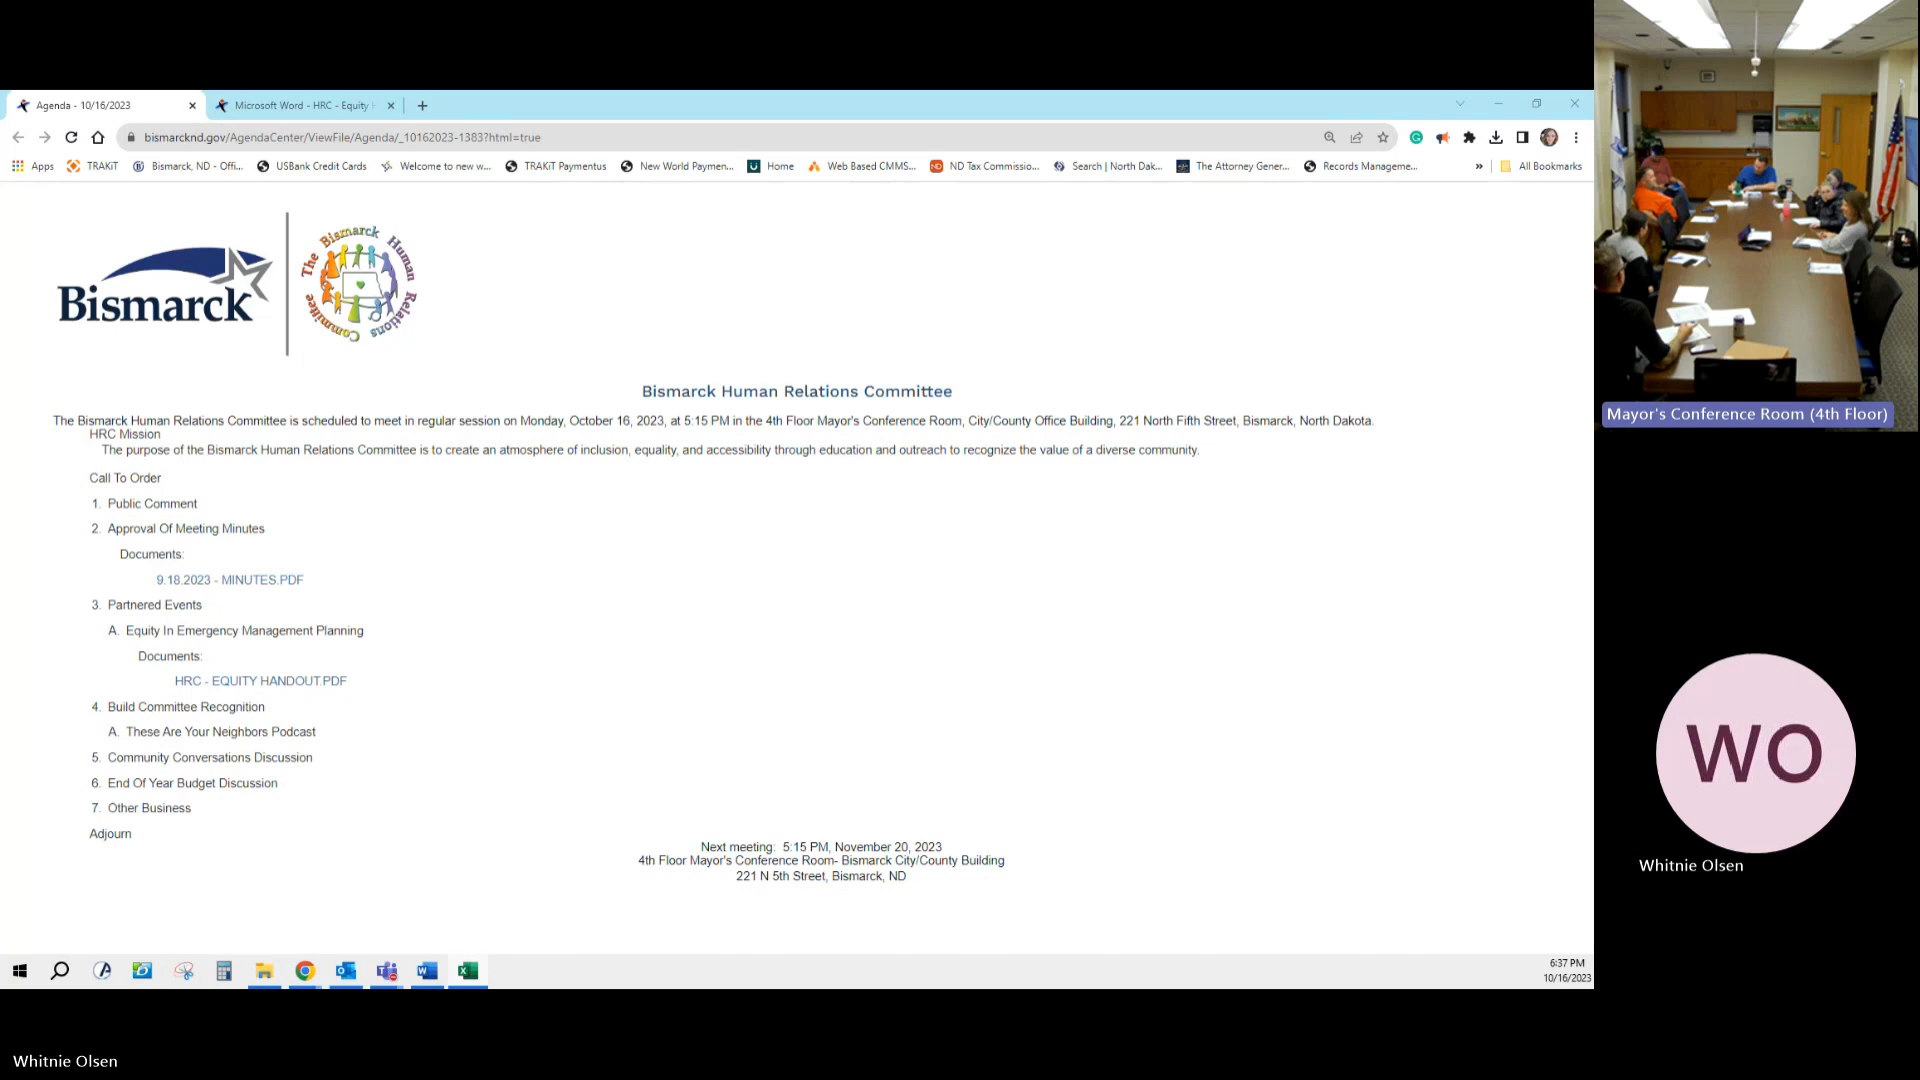 Agenda - 10/16/2023
Microsoft Word - HRC - Equity
bismarcknd.gov/AgendaCenter/ViewFile/Agenda/_10162023-1383?html=true
Apps TRAKiT Bismarck, ND - Offi... USBank Credit Cards Welcome to new w... TRAKiT Paymentus New World Paymen... Home Web Based CMMS... ND Tax Commissio... Search | North Dak... The Attorney Gener... Records Manageme... » All Bookmarks
Bismarck
The Bismarck Human Relations Committee
Bismarck Human Relations Committee
The Bismarck Human Relations Committee is scheduled to meet in regular session on Monday, October 16, 2023, at 5:15 PM in the 4th Floor Mayor's Conference Room, City/County Office Building, 221 North Fifth Street, Bismarck, North Dakota.
HRC Mission
The purpose of the Bismarck Human Relations Committee is to create an atmosphere of inclusion, equality, and accessibility through education and outreach to recognize the value of a diverse community.
Call To Order
1. Public Comment
2. Approval Of Meeting Minutes
Documents:
9.18.2023 - MINUTES.PDF
3. Partnered Events
A. Equity In Emergency Management Planning
Documents:
HRC - EQUITY HANDOUT.PDF
4. Build Committee Recognition
A. These Are Your Neighbors Podcast
5. Community Conversations Discussion
6. End Of Year Budget Discussion
7. Other Business
Adjourn
Next meeting: 5:15 PM, November 20, 2023
4th Floor Mayor's Conference Room- Bismarck City/County Building
221 N 5th Street, Bismarck, ND
6:37 PM
10/16/2023
Mayor's Conference Room (4th Floor)
WO
Whitnie Olsen
Whitnie Olsen